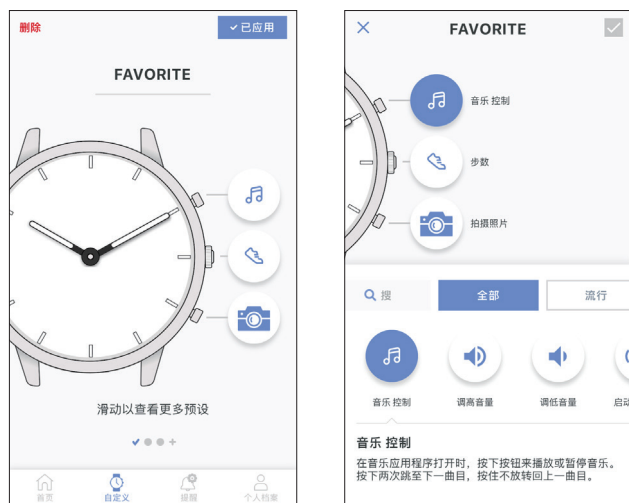 删除
✓已应用
FAVORITE
滑动以查看更多预设
首页
自定义
提醒
个人档案
FAVORITE
音乐 控制
步数
拍摄照片
搜
全部
流行
音乐 控制
调高音量
调低音量
启动
音乐 控制
在音乐应用程序打开时，按下按钮来播放或暂停音乐。
按下两次跳至下一曲目，按住不放转回上一曲目。